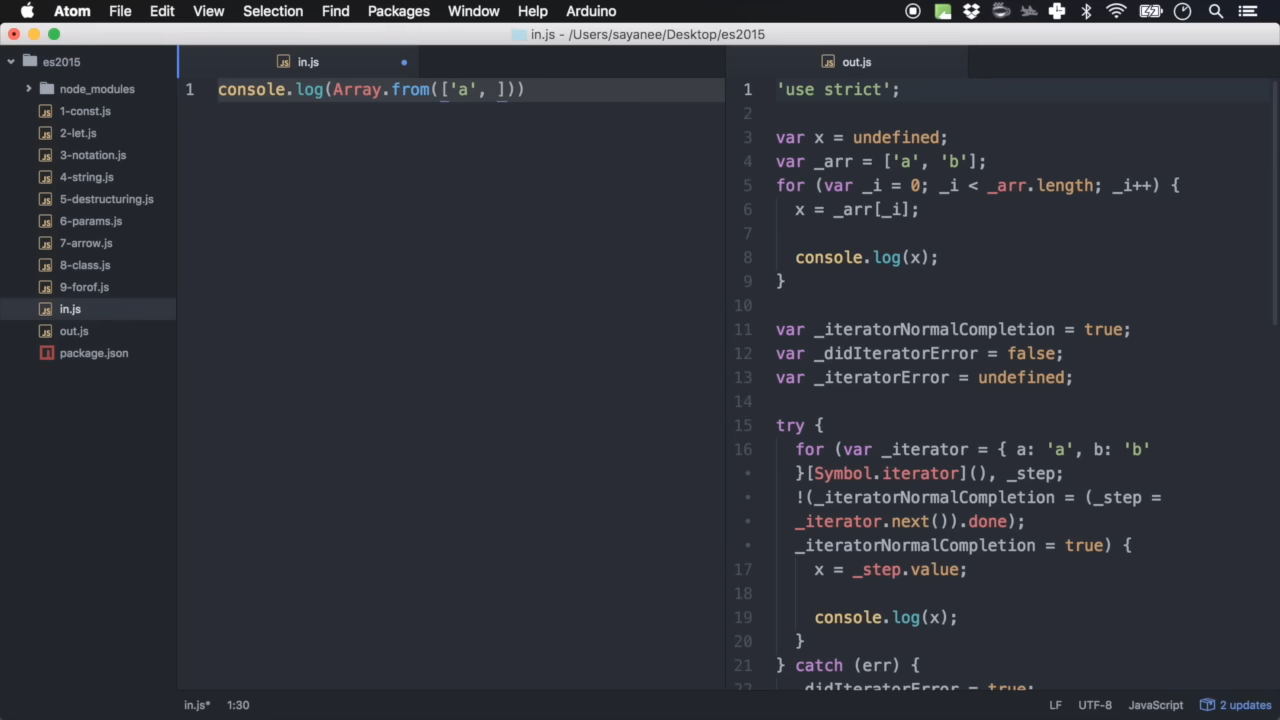 Atom File Edit View Selection Find Packages Window Help Arduino
in.js - /Users/sayanee/Desktop/es2015
es2015
node_modules
1-const.js
2-let.js
3-notation.js
4-string.js
5-destructuring.js
6-params.js
7-arrow.js
8-class.js
9-forof.js
in.js
out.js
package.json
in.js
1 console.log(Array.from(['a', ]))
out.js
1 'use strict';
2
3 var x = undefined;
4 var _arr = ['a', 'b'];
5 for (var _i = 0; _i < _arr.length; _i++) {
6 x = _arr[_i];
7
8 console.log(x);
9 }
10
11 var _iteratorNormalCompletion = true;
12 var _didIteratorError = false;
13 var _iteratorError = undefined;
14
15 try {
16 for (var _iterator = { a: 'a', b: 'b'
• }[Symbol.iterator](), _step;
• !(_iteratorNormalCompletion = (_step =
• _iterator.next()).done);
• _iteratorNormalCompletion = true) {
17 x = _step.value;
18
19 console.log(x);
20 }
21 } catch (err) {
22 _didIteratorError = true;
in.js* 1:30
LF UTF-8 JavaScript 2 updates